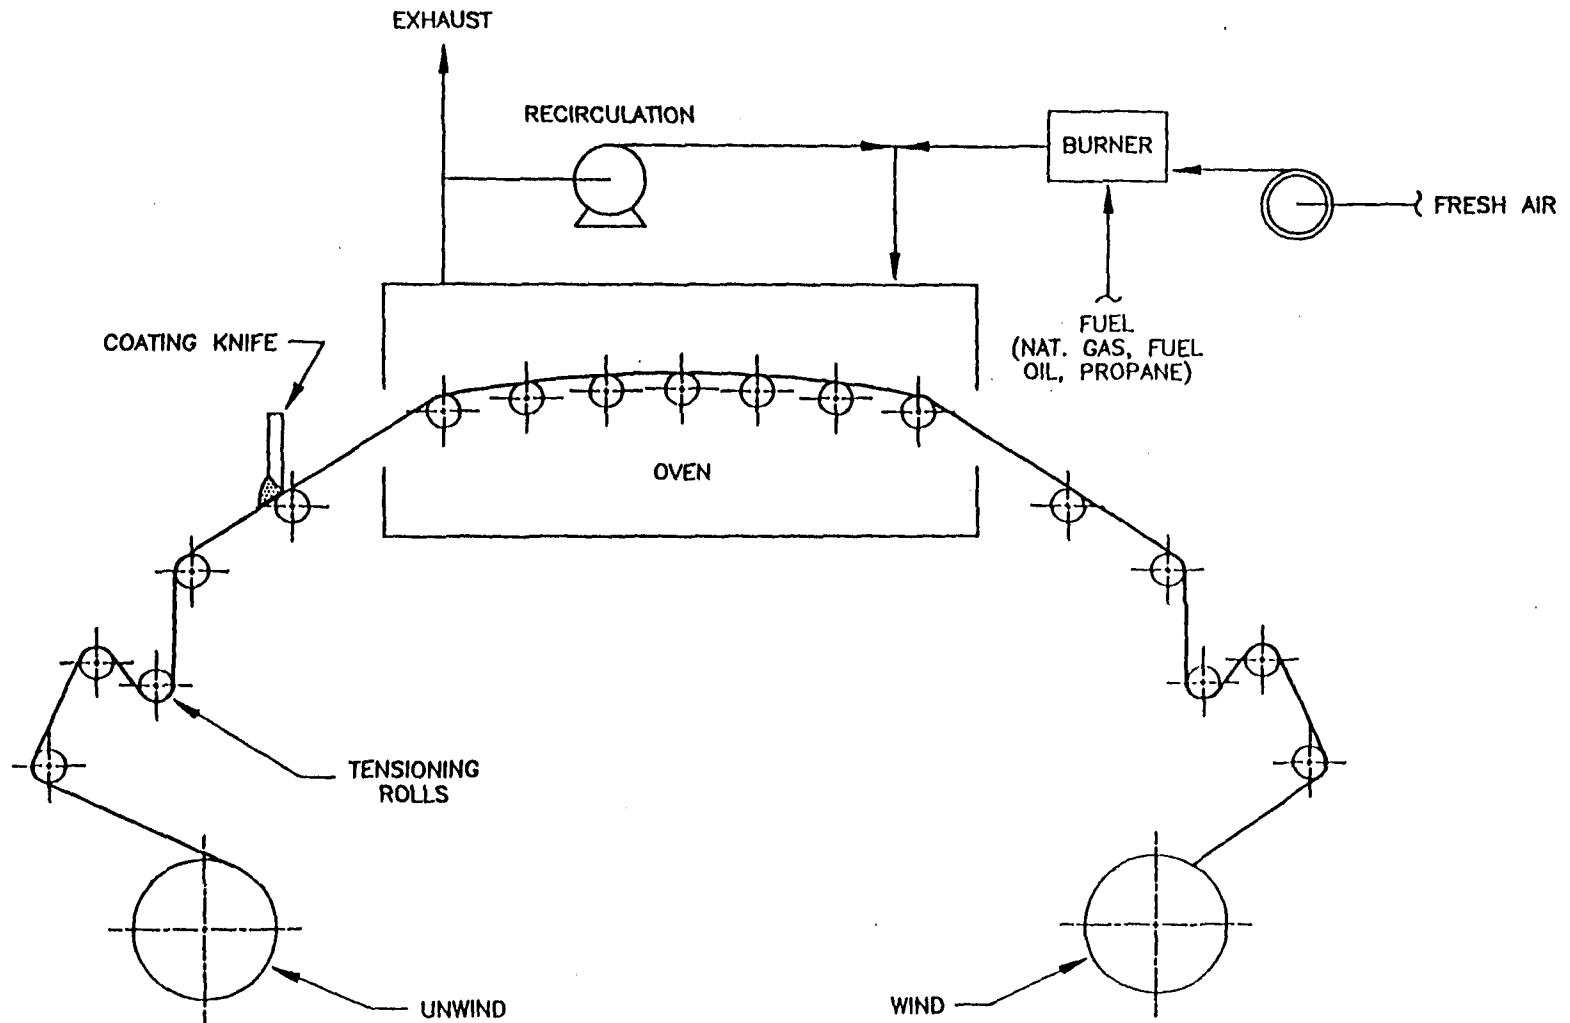 EXHAUST
RECIRCULATION
BURNER
FRESH AIR
FUEL
(NAT. GAS, FUEL
OIL, PROPANE)
COATING KNIFE
OVEN
TENSIONING
ROLLS
UNWIND
WIND